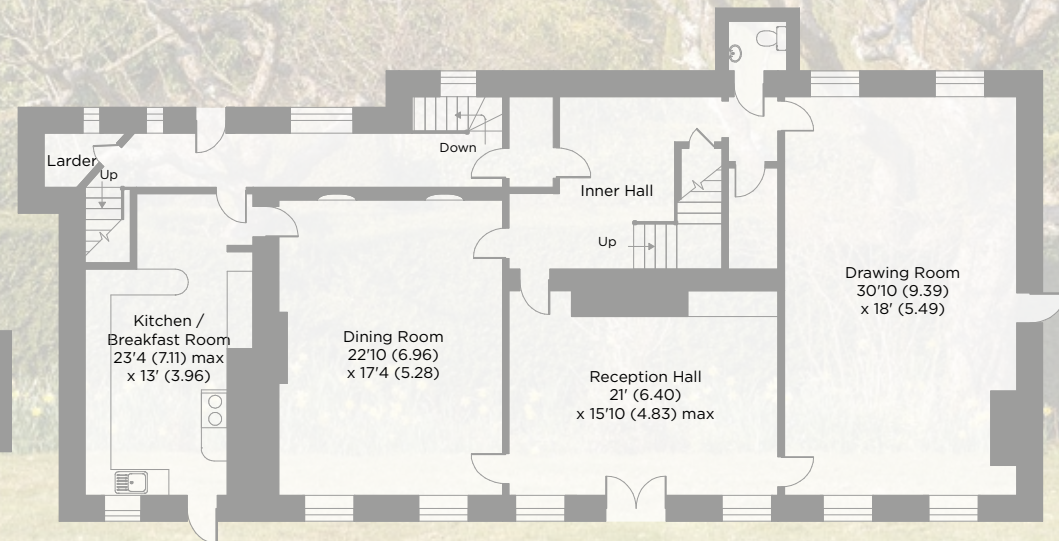 Larder
Up
Down
Inner Hall
Up
Kitchen /
Breakfast Room
23'4 (7.11) max
x 13' (3.96)
Dining Room
22'10 (6.96)
x 17'4 (5.28)
Reception Hall
21' (6.40)
x 15'10 (4.83) max
Drawing Room
30'10 (9.39)
x 18' (5.49)